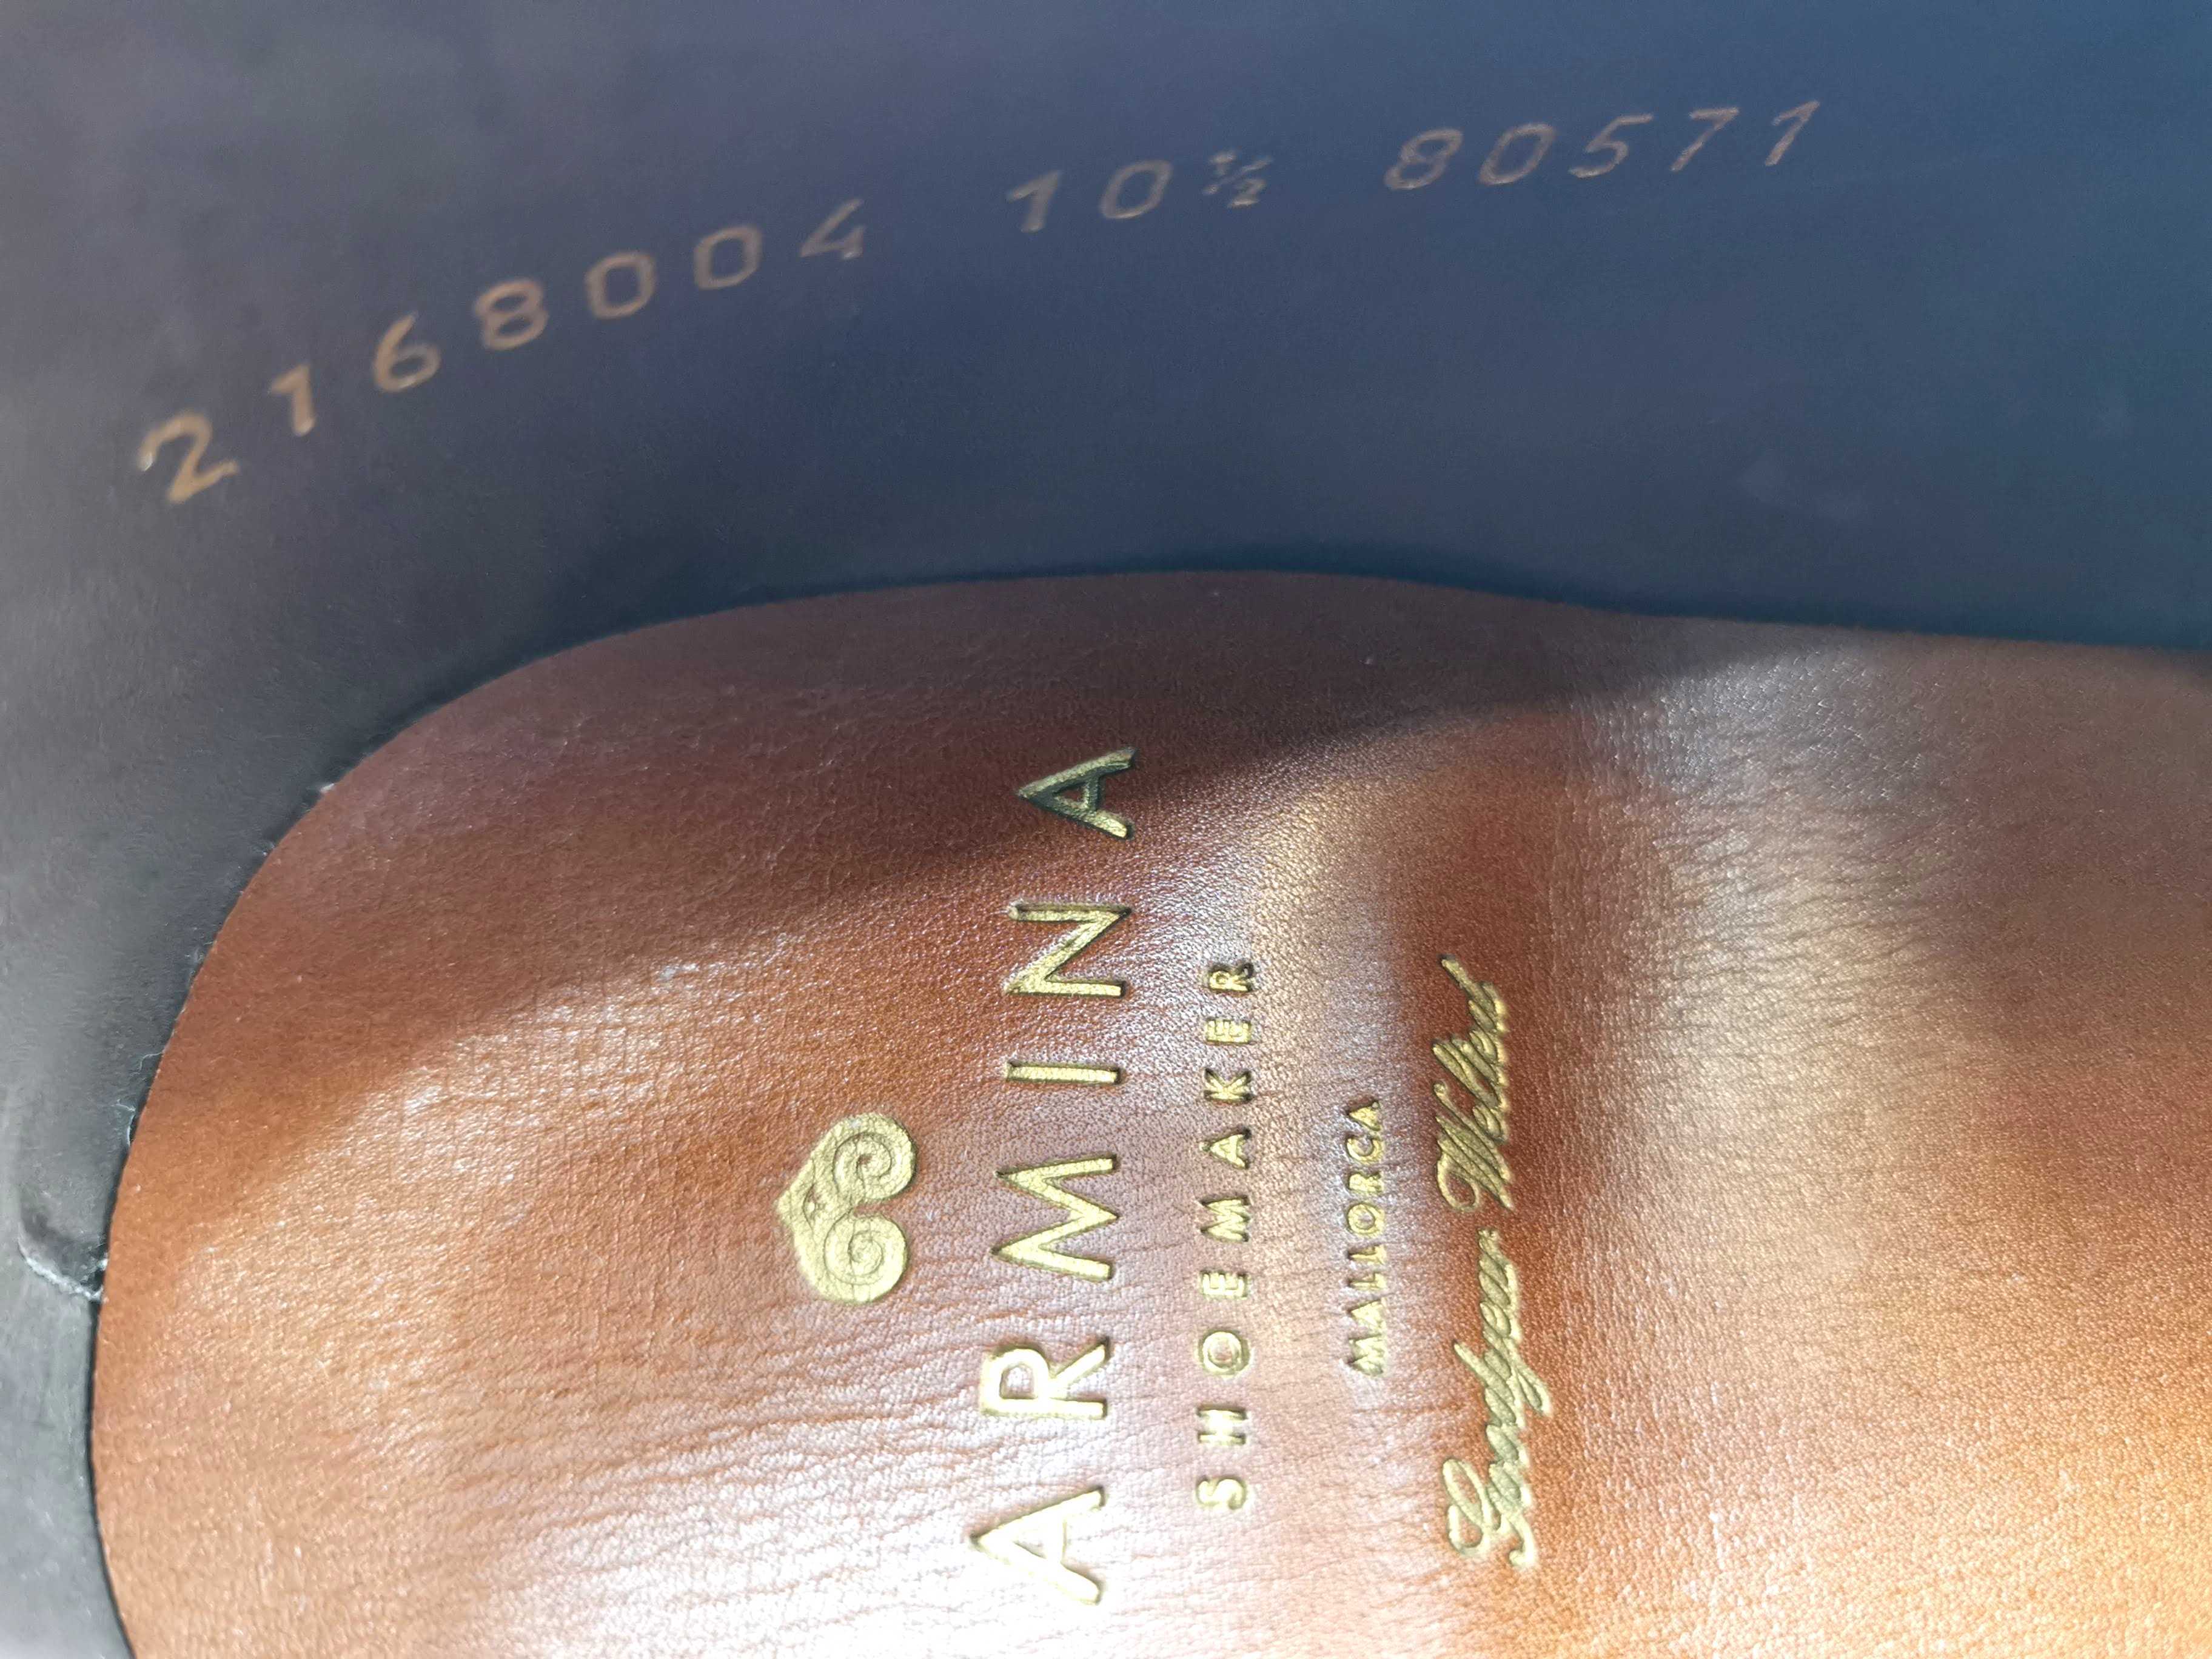 2168004 10½ 80571
ARMINA
SHOEMAKER
MALLORCA
Goodyear Welted